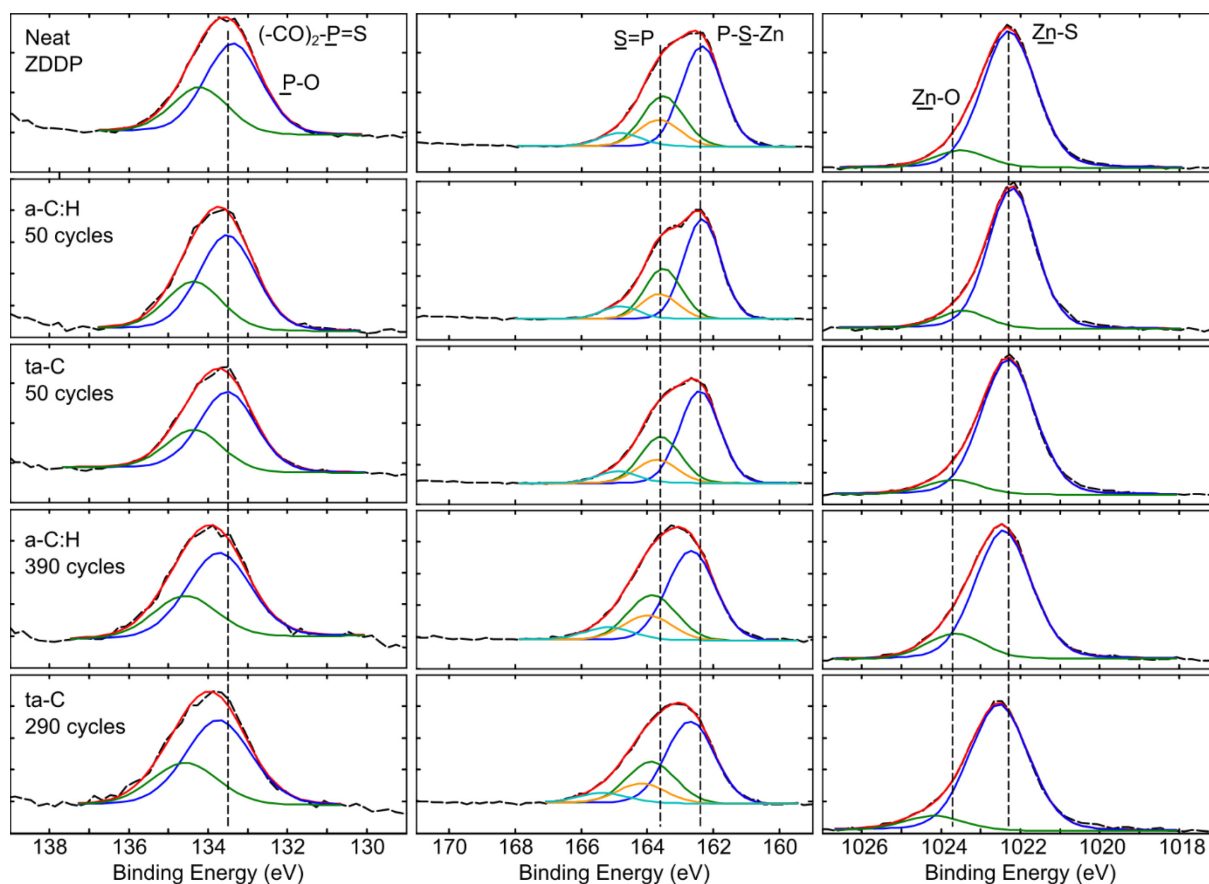 Neat
ZDDP
(-CO)2-P=S
P-O
S=P
P-S-Zn
Zn-S
Zn-O
a-C:H
50 cycles
ta-C
50 cycles
a-C:H
390 cycles
ta-C
290 cycles
138 136 134 132 130
170 168 166 164 162 160
1026 1024 1022 1020 1018
Binding Energy (eV)
Binding Energy (eV)
Binding Energy (eV)